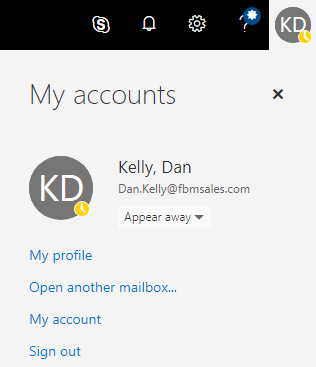 KD
My accounts
KD
Kelly, Dan
Dan.Kelly@fbmsales.com
Appear away
My profile
Open another mailbox...
My account
Sign out